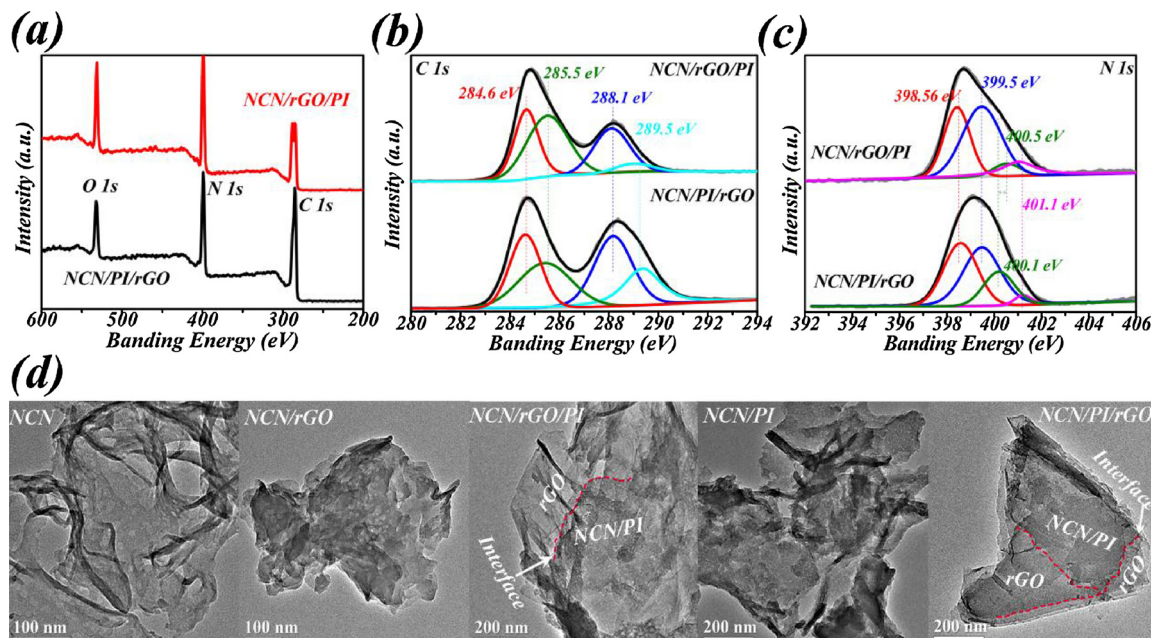 (a)
NCN/rGO/PI
O 1s
N 1s
C 1s
NCN/PI/rGO
Intensity (a.u.)
600 500 400 300 200
Banding Energy (eV)
(b)
C 1s
285.5 eV
NCN/rGO/PI
284.6 eV
288.1 eV
289.5 eV
NCN/PI/rGO
Intensity (a.u.)
280 282 284 286 288 290 292 294
Banding Energy (eV)
(c)
N 1s
399.5 eV
398.56 eV
400.5 eV
NCN/rGO/PI
401.1 eV
400.1 eV
NCN/PI/rGO
Intensity (a.u.)
392 394 396 398 400 402 404 406
Banding Energy (eV)
(d)
NCN
100 nm
NCN/rGO
100 nm
NCN/rGO/PI
rGO
NCN/PI
Interface
200 nm
NCN/PI
200 nm
NCN/PI/rGO
Interface
NCN/PI
rGO
rGO
200 nm